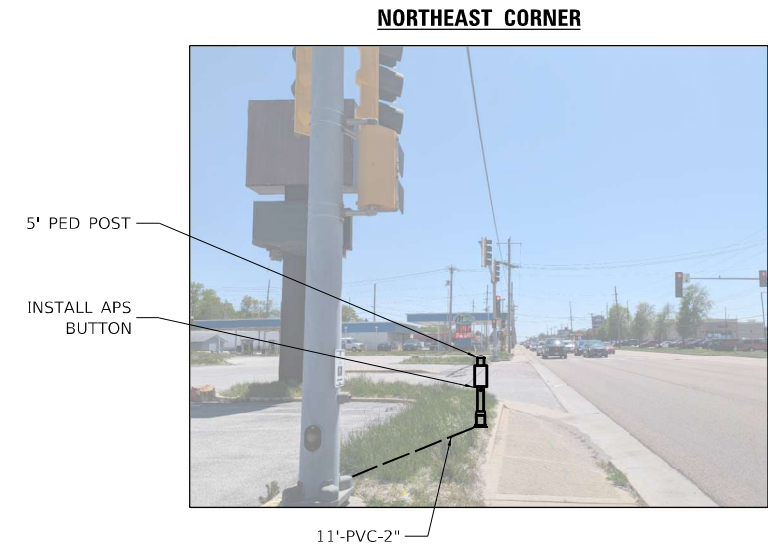 NORTHEAST CORNER
5' PED POST
INSTALL APS
BUTTON
11'-PVC-2"